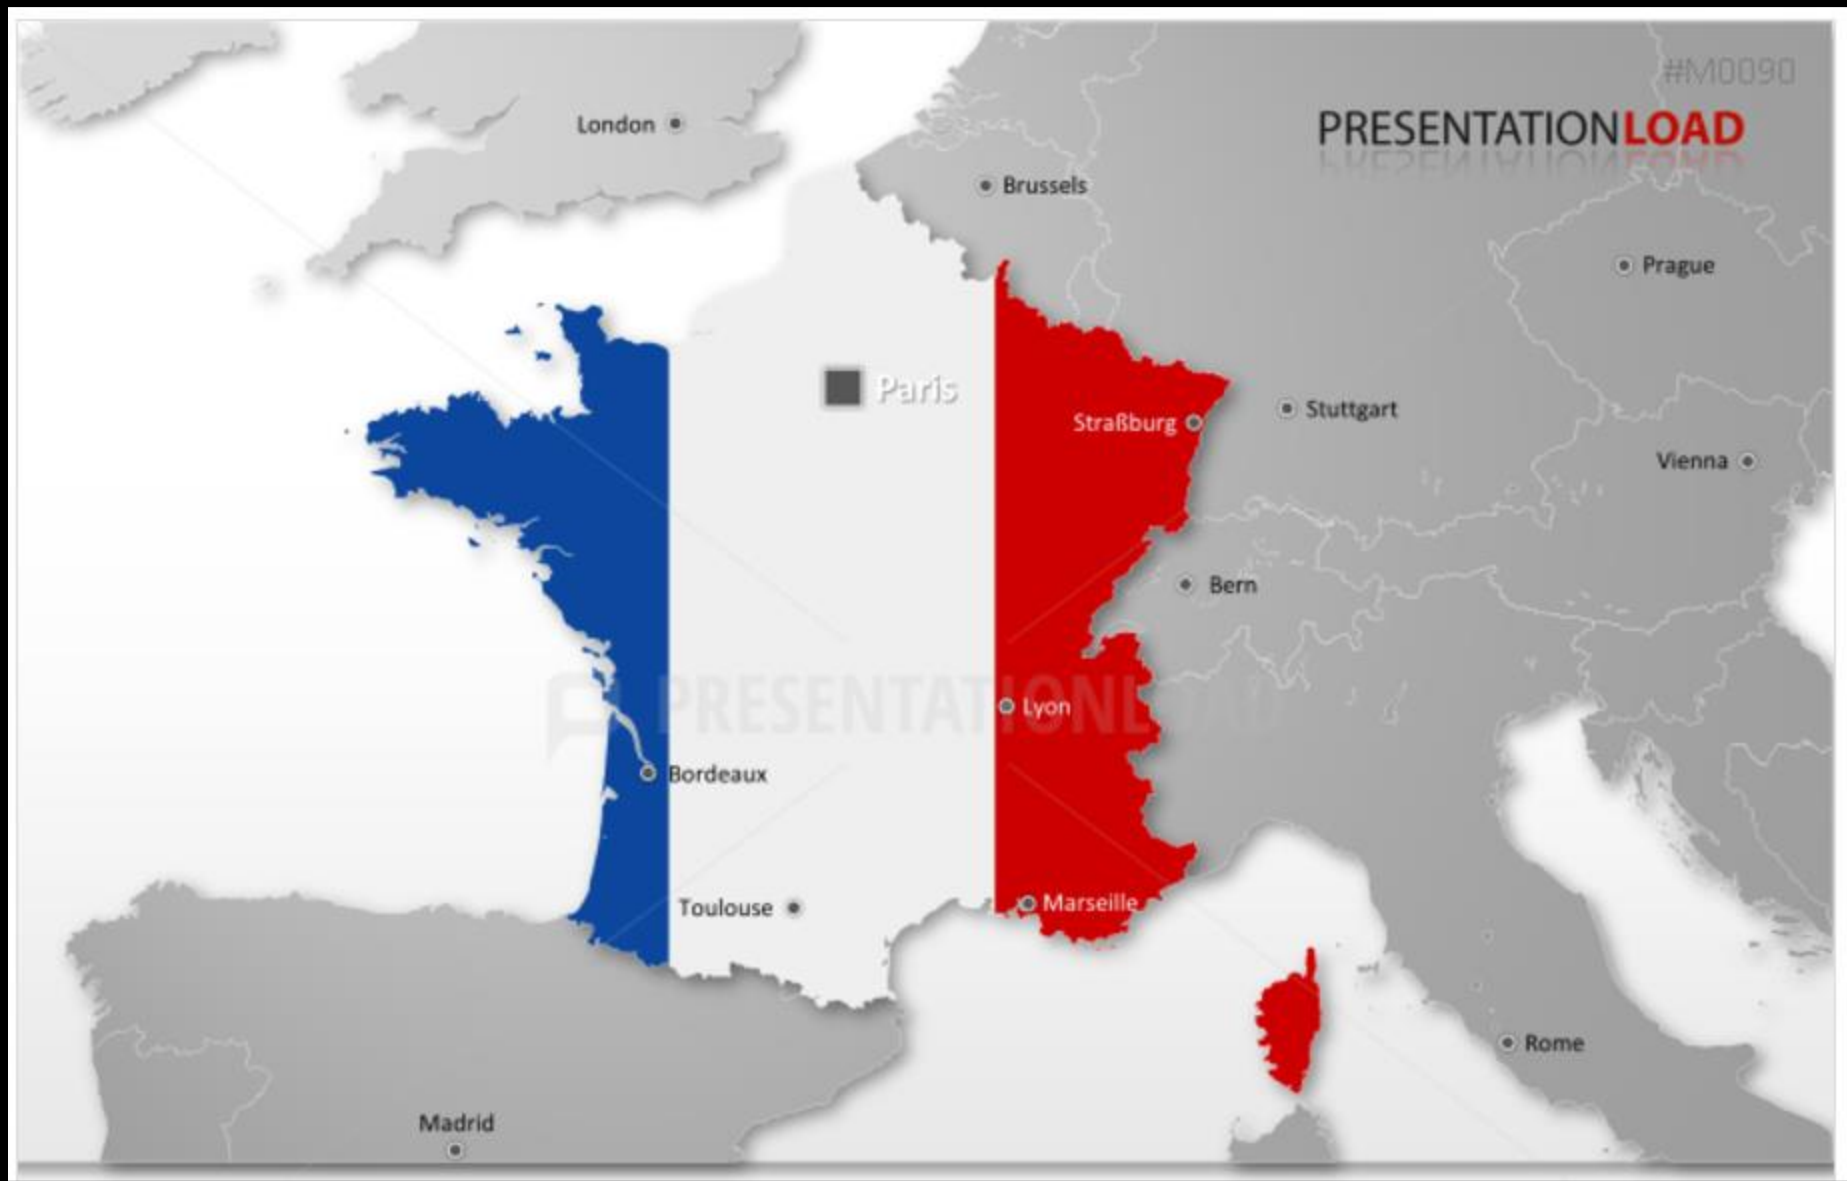 #M0090
PRESENTATIONLOAD
London
Brussels
Prague
Paris
Stuttgart
Straßburg
Vienna
Bern
PRESENTATIONLOAD
Lyon
Bordeaux
Marseille
Toulouse
Rome
Madrid